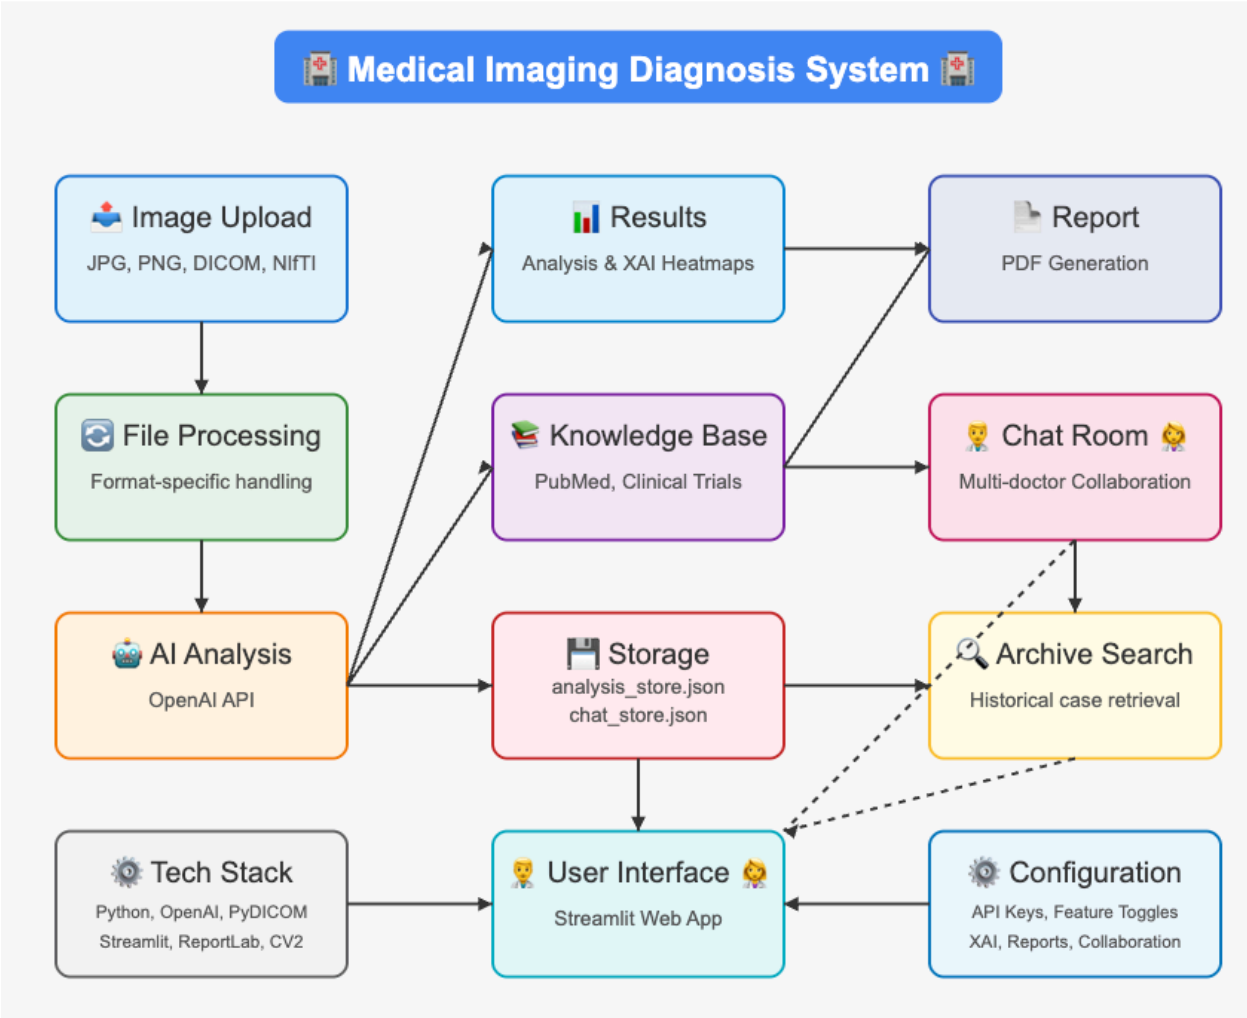 Medical Imaging Diagnosis System
Image Upload
JPG, PNG, DICOM, NIfTI
Results
Analysis & XAI Heatmaps
Report
PDF Generation
File Processing
Format-specific handling
Knowledge Base
PubMed, Clinical Trials
Chat Room
Multi-doctor Collaboration
AI Analysis
OpenAI API
Storage
analysis_store.json
chat_store.json
Archive Search
Historical case retrieval
Tech Stack
Python, OpenAI, PyDICOM
Streamlit, ReportLab, CV2
User Interface
Streamlit Web App
Configuration
API Keys, Feature Toggles
XAI, Reports, Collaboration